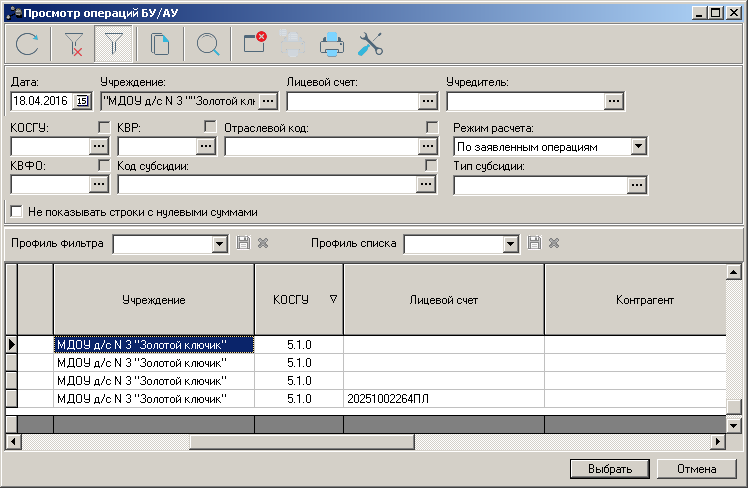 Просмотр операций БУ/АУ
Дата: Учреждение: Лицевой счет: Учредитель:
18.04.2016 15 "МДОУ д/с N 3 ""Золотой клю ... ... ...
КОСГУ: КВР: Отраслевой код: Режим расчета:
... ... ... По заявленным операциям
КВФО: Код субсидии: Тип субсидии:
... ... ...
Не показывать строки с нулевыми суммами
Профиль фильтра Профиль списка
Учреждение КОСГУ Лицевой счет Контрагент
МДОУ д/с N 3 "Золотой ключик" 5.1.0
МДОУ д/с N 3 "Золотой ключик" 5.1.0
МДОУ д/с N 3 "Золотой ключик" 5.1.0
МДОУ д/с N 3 "Золотой ключик" 5.1.0 20251002264ПЛ
Выбрать Отмена